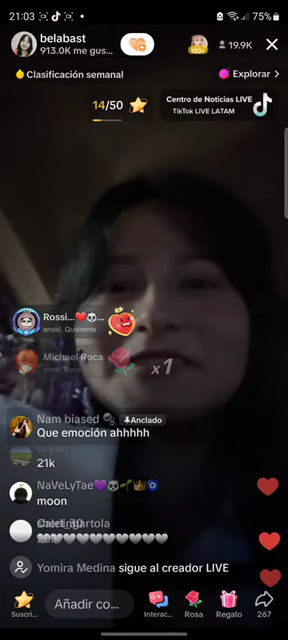 21:03
75%
belabast
913.0K me gus...
100+
19.9K
Clasificación semanal
Explorar >
14/50
Centro de Noticias LIVE
TikTok LIVE LATAM
Rossi...❤️🐼...
envió Quiéreme
Michael Roca
envió
x1
Nam biased
Anclado
Que emoción ahhhhh
21k
NaVeLyTae💜🐼🌱👑🧿
moon
🩶🩶🩶🩶🩶🩶🩶🩶🩶🩶
Yomira Medina sigue al creador LIVE
Suscri...
Añadir co...
Interac...
Rosa
Regalo
267